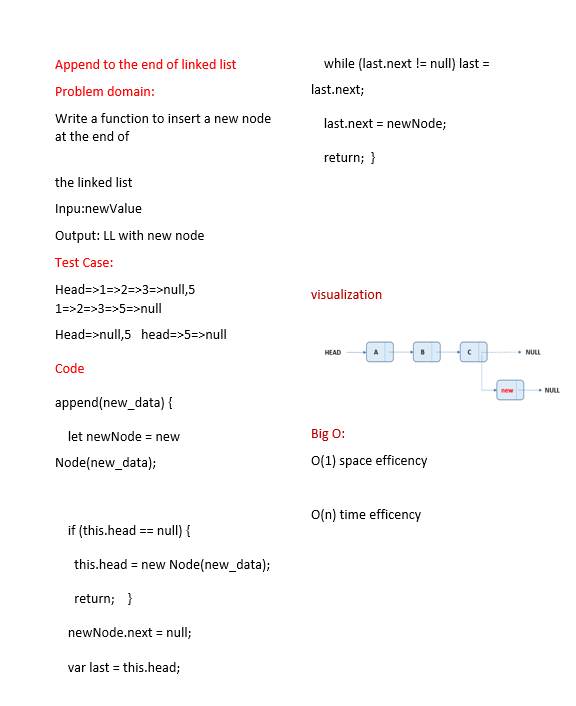 Append to the end of linked list
Problem domain:
Write a function to insert a new node
at the end of
the linked list
Inpu:newValue
Output: LL with new node
Test Case:
Head=>1=>2=>3=>null,5
1=>2=>3=>5=>null
Head=>null,5   head=>5=>null
Code
append(new_data) {
let newNode = new
Node(new_data);
if (this.head == null) {
this.head = new Node(new_data);
return;    }
newNode.next = null;
var last = this.head;
while (last.next != null) last =
last.next;
last.next = newNode;
return;  }
visualization
HEAD A B C NULL
new NULL
Big O:
O(1) space efficency
O(n) time efficency